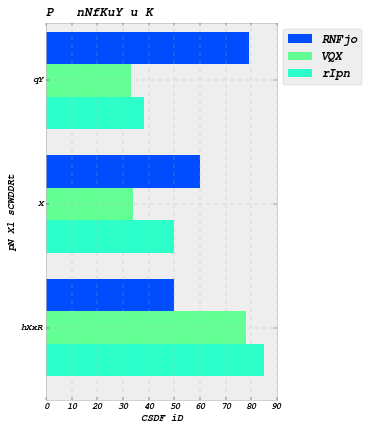 P   nNfKuY u K
RNFjo
VQX
rIpn
qY
X
hXxR
pN Xl sCWDDRt
0 10 20 30 40 50 60 70 80 90
CSDF iD